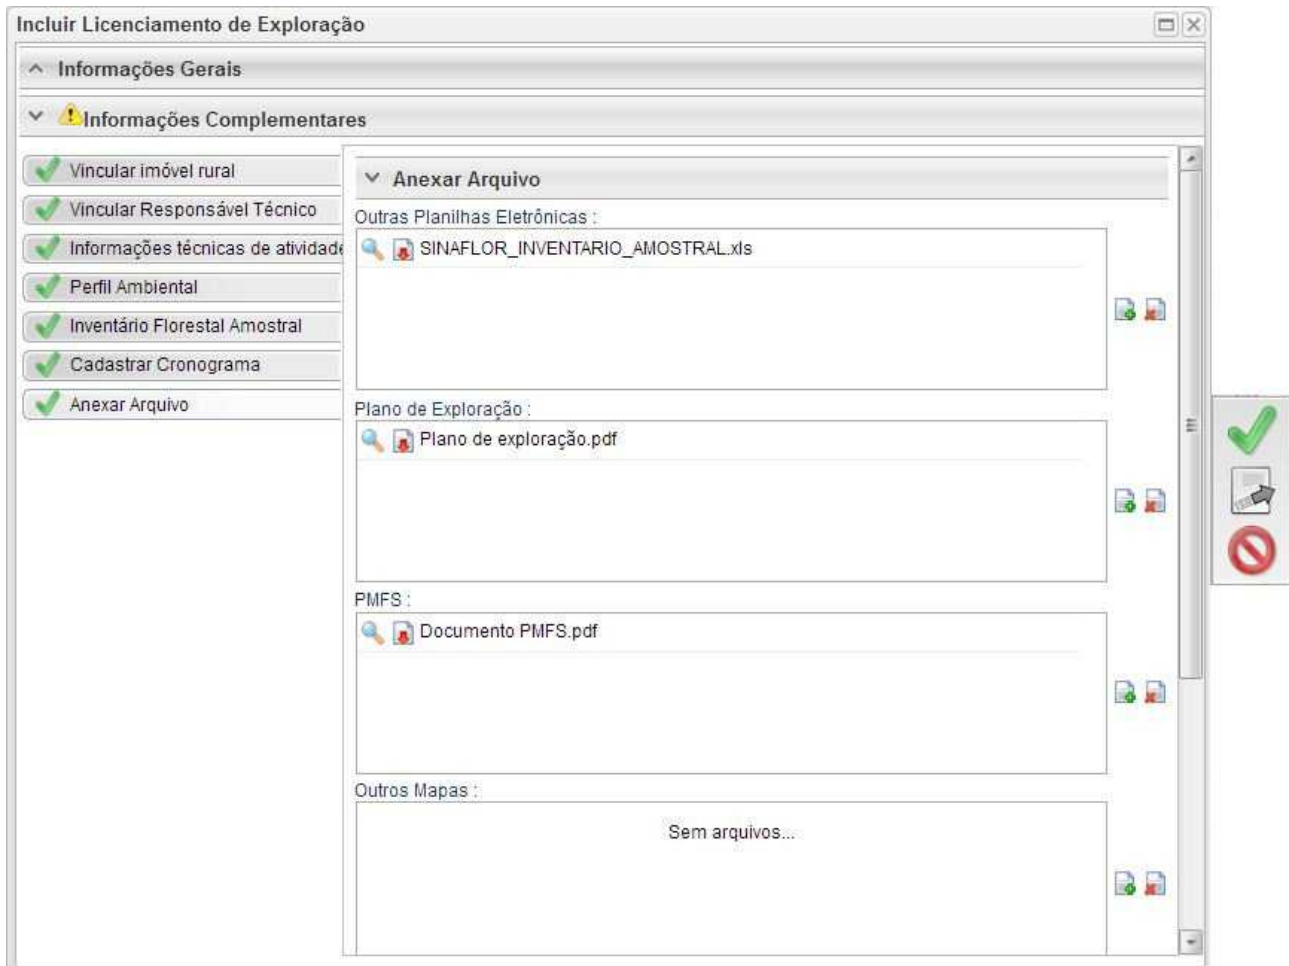 Incluir Licenciamento de Exploração
Informações Gerais
Informações Complementares
Vincular imóvel rural
Vincular Responsável Técnico
Informações técnicas de atividade
Perfil Ambiental
Inventário Florestal Amostral
Cadastrar Cronograma
Anexar Arquivo
Anexar Arquivo
Outras Planilhas Eletrônicas :
SINAFLOR_INVENTARIO_AMOSTRAL.xls
Plano de Exploração :
Plano de exploração.pdf
PMFS :
Documento PMFS.pdf
Outros Mapas :
Sem arquivos...